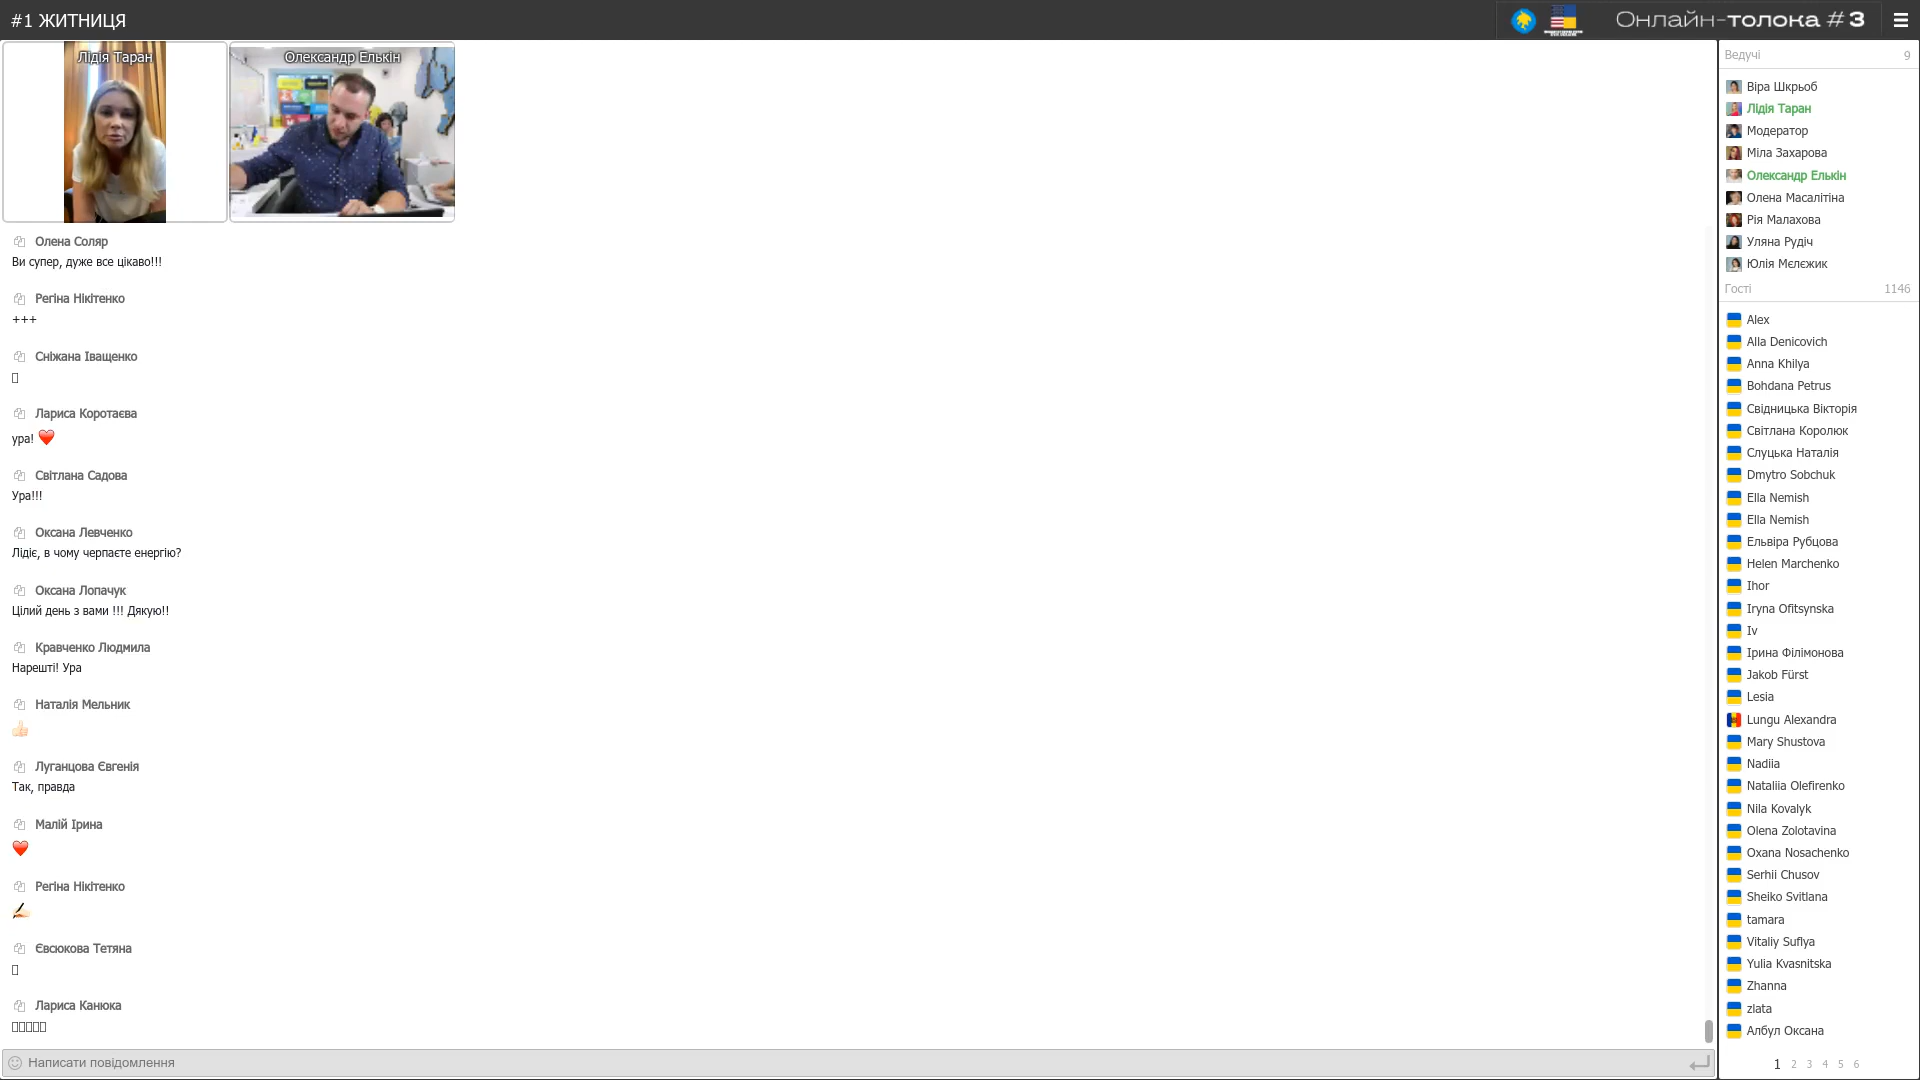 #1 ЖИТНИЦЯ
Онлайн-толока #3
Лідія Таран
Олександр Елькін
Олена Соляр
Ви супер, дуже все цікаво!!!
Регіна Нікітенко
+++
Сніжана Іващенко
Лариса Коротаєва
ура! ❤️
Світлана Садова
Ура!!!
Оксана Левченко
Лідіє, в чому черпаєте енергію?
Оксана Лопачук
Цілий день з вами !!! Дякую!!
Кравченко Людмила
Нарешті! Ура
Наталія Мельник
👍🏻
Луганцова Євгенія
Так, правда
Малій Ірина
❤️
Регіна Нікітенко
✍🏻
Євсюкова Тетяна
Лариса Канюка
Написати повідомлення
Ведучі 9
Віра Шкрьоб
Лідія Таран
Модератор
Міла Захарова
Олександр Елькін
Олена Масалітіна
Рія Малахова
Уляна Рудіч
Юлія Мєлєжик
Гості 1146
Alex
Alla Denicovich
Anna Khilya
Bohdana Petrus
Cвідницька Вікторія
Cвітлана Королюк
Cлуцька Наталія
Dmytro Sobchuk
Ella Nemish
Ella Nemish
Eльвіра Рубцова
Helen Marchenko
Ihor
Iryna Ofitsynska
Iv
Iрина Філімонова
Jakob Fürst
Lesia
Lungu Alexandra
Mary Shustova
Nadiia
Nataliia Olefirenko
Nila Kovalyk
Olena Zolotavina
Oxana Nosachenko
Serhii Chusov
Sheiko Svitlana
tamara
Vitaliy Suflya
Yulia Kvasnitska
Zhanna
zlata
Албул Оксана
1 2 3 4 5 6